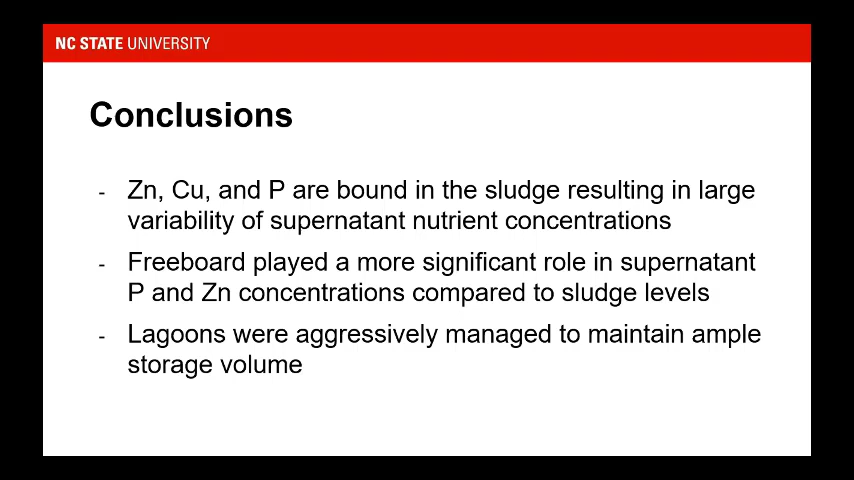 NC STATE UNIVERSITY
Conclusions
- Zn, Cu, and P are bound in the sludge resulting in large
variability of supernatant nutrient concentrations
- Freeboard played a more significant role in supernatant
P and Zn concentrations compared to sludge levels
- Lagoons were aggressively managed to maintain ample
storage volume